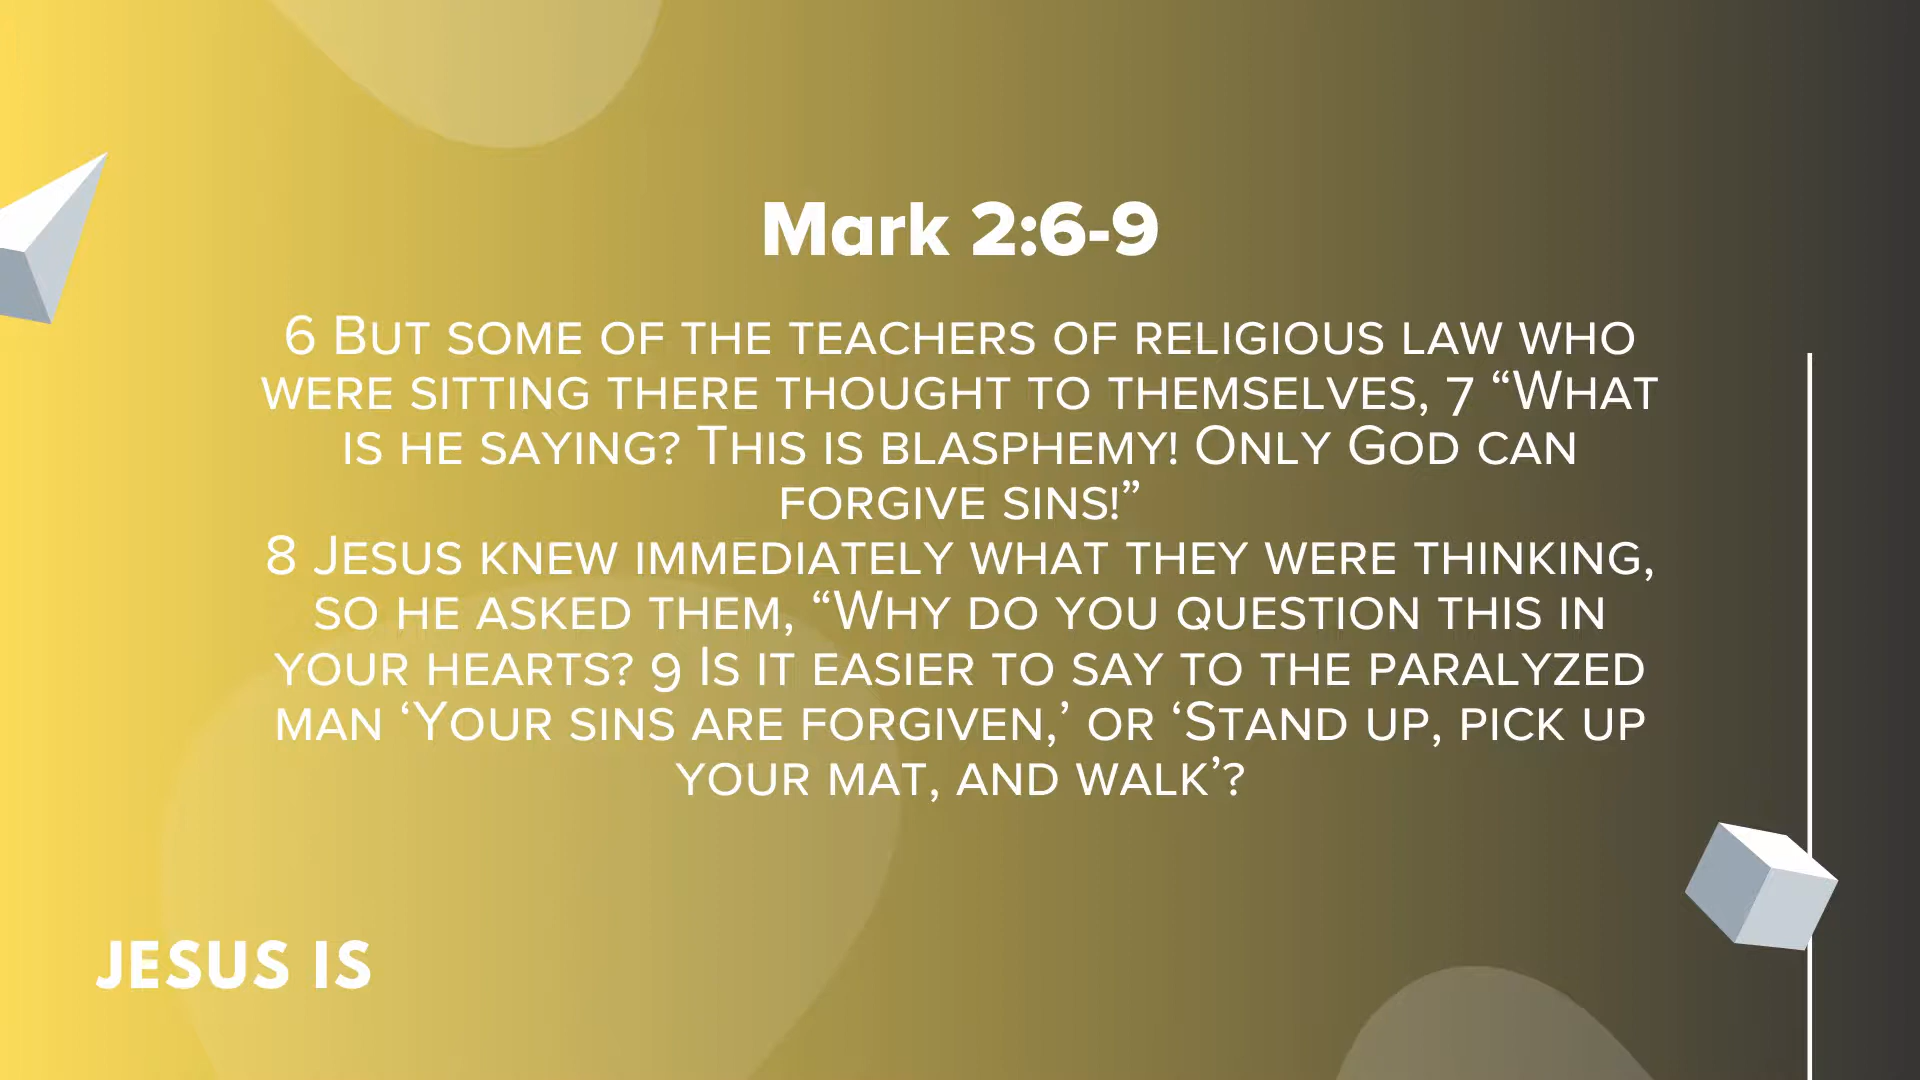 Mark 2:6-9
6 But some of the teachers of religious law who
were sitting there thought to themselves, 7 “What
is he saying? This is blasphemy! Only God can
forgive sins!”
8 Jesus knew immediately what they were thinking,
so he asked them, “Why do you question this in
your hearts? 9 Is it easier to say to the paralyzed
man ‘Your sins are forgiven,’ or ‘Stand up, pick up
your mat, and walk’?
JESUS IS